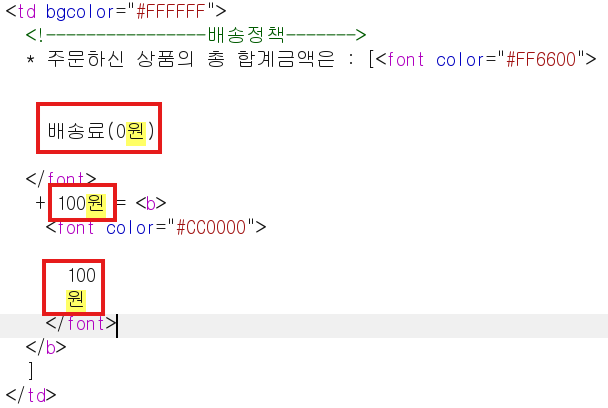 <td bgcolor="#FFFFFF">
<!----------------배송정책------->
* 주문하신 상품의 총 합계금액은 : [<font color="#FF6600">
배송료(0원)
</font>
+ 100원 = <b>
<font color="#CC0000">
100
원
</font>
</b>
]
</td>